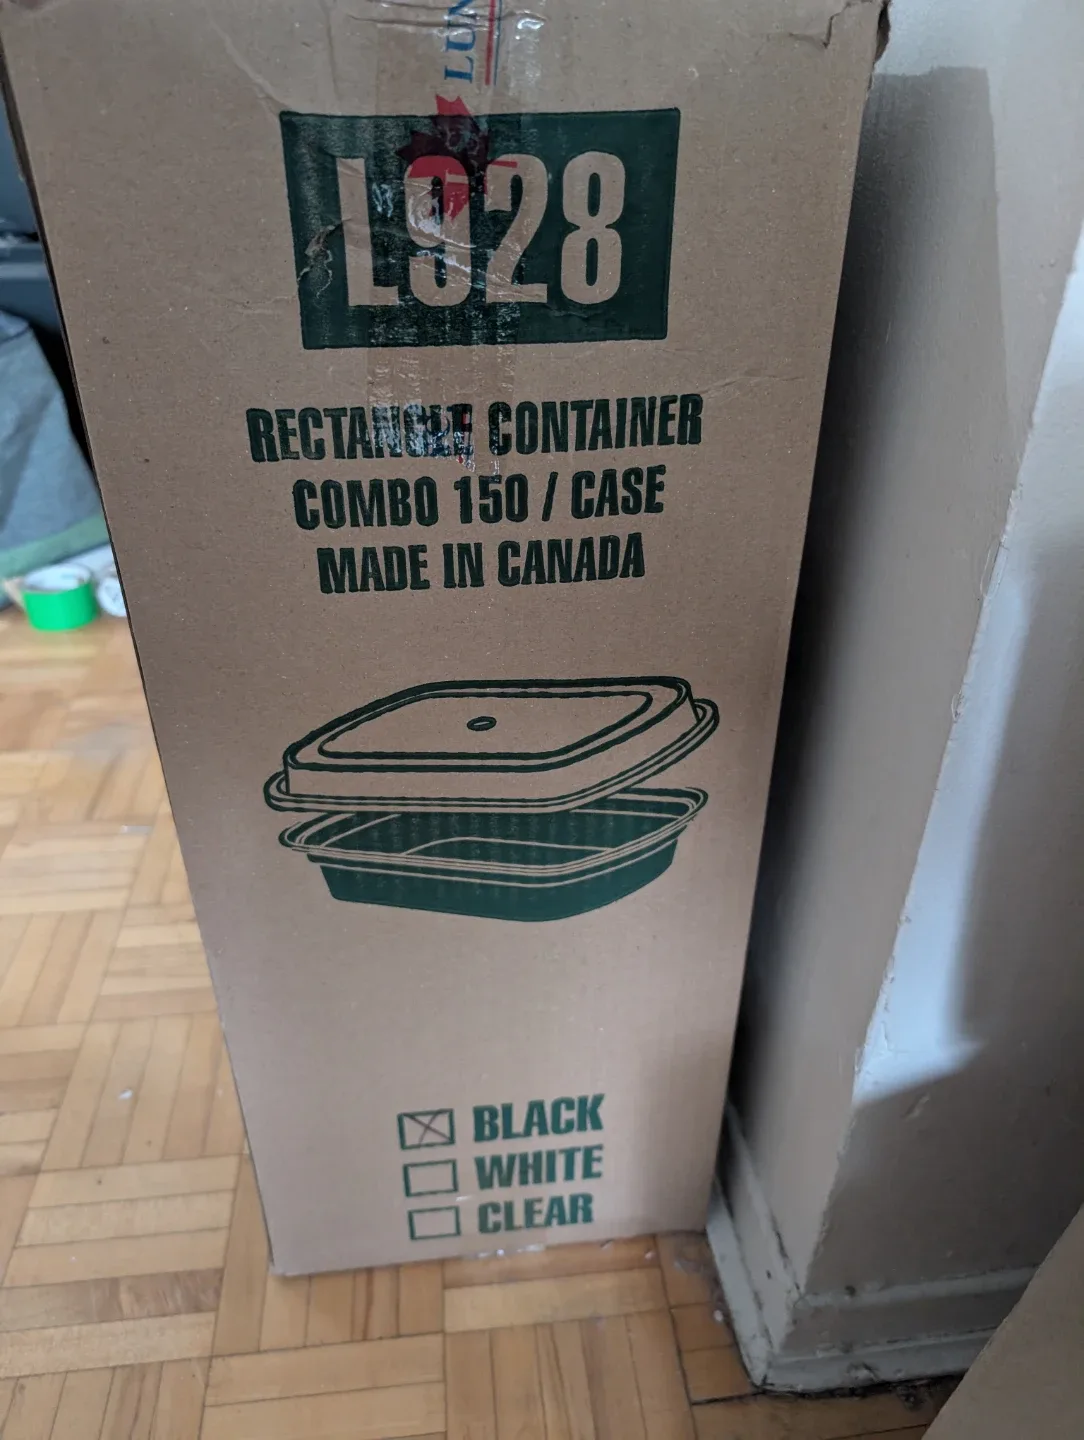 L928
RECTANGLE CONTAINER
COMBO 150 / CASE
MADE IN CANADA
BLACK
WHITE
CLEAR